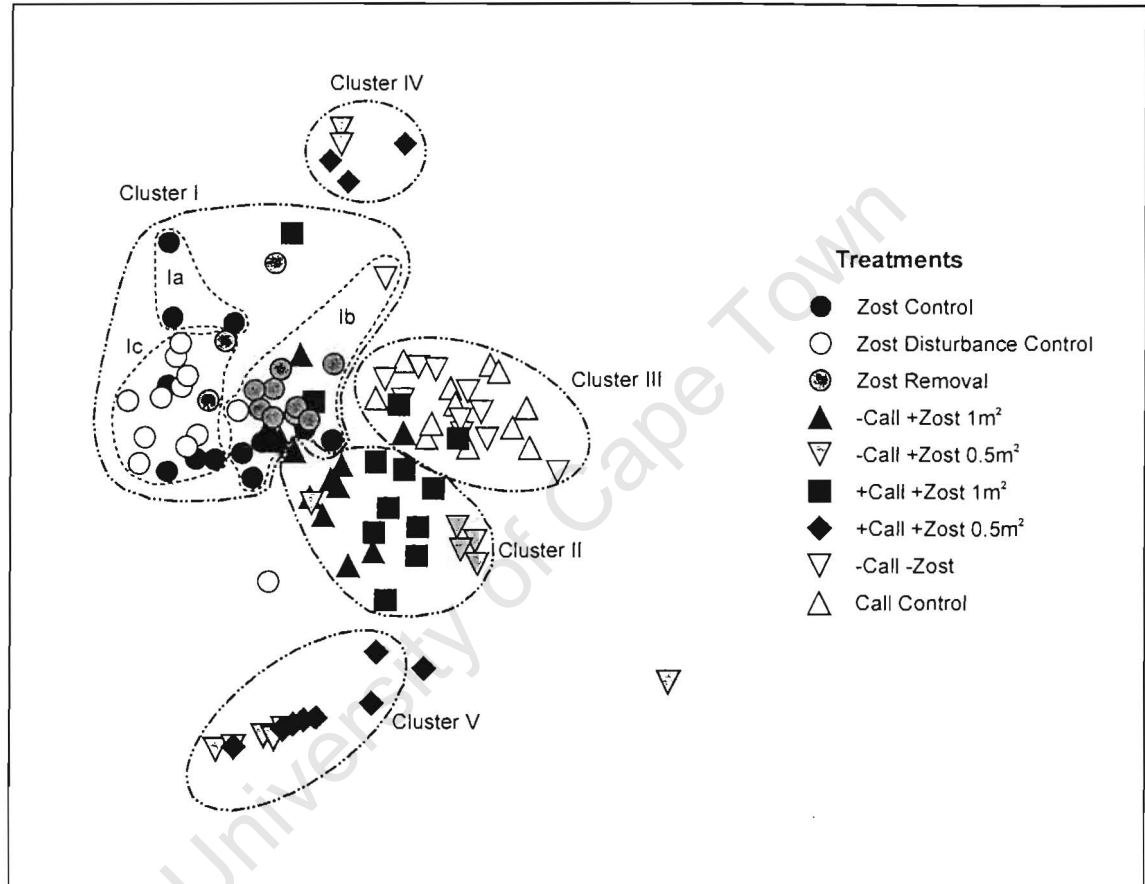 Cluster IV
Cluster I
Ia
Ib
Ic
Cluster III
Cluster II
Cluster V
Treatments
Zost Control
Zost Disturbance Control
Zost Removal
-Call +Zost 1m²
-Call +Zost 0.5m²
+Call +Zost 1m²
+Call +Zost 0.5m²
-Call -Zost
Call Control
University of Cape Town